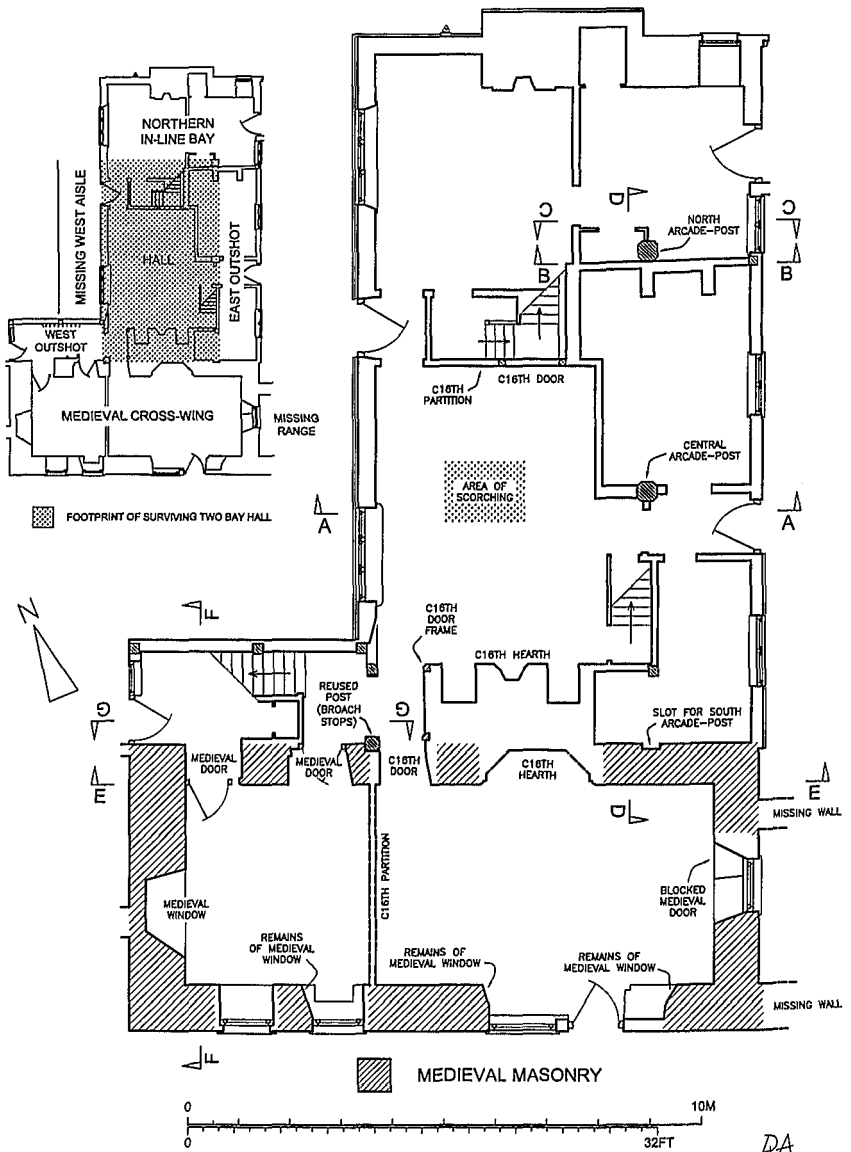 NORTHERN
IN-LINE BAY
MISSING WEST AISLE
HALL
EAST OUTSHOT
WEST
OUTSHOT
MEDIEVAL CROSS-WING
MISSING
RANGE
FOOTPRINT OF SURVIVING TWO BAY HALL
N
D
C
C
NORTH
ARCADE-POST
B
B
C16TH
PARTITION
C16TH DOOR
CENTRAL
ARCADE-POST
AREA OF
SCORCHING
A
A
F
C16TH
DOOR
FRAME
C16TH HEARTH
REUSED
POST
(BROACH
STOPS)
G
G
SLOT FOR SOUTH
ARCADE-POST
MEDIEVAL
DOOR
MEDIEVAL
DOOR
C16TH
DOOR
C16TH
HEARTH
E
E
D
MISSING WALL
C16TH PARTITION
BLOCKED
MEDIEVAL
DOOR
MEDIEVAL
WINDOW
REMAINS OF
MEDIEVAL WINDOW
REMAINS OF
MEDIEVAL WINDOW
REMAINS OF
MEDIEVAL WINDOW
MISSING WALL
F
MEDIEVAL MASONRY
0
10M
0
32FT
DA